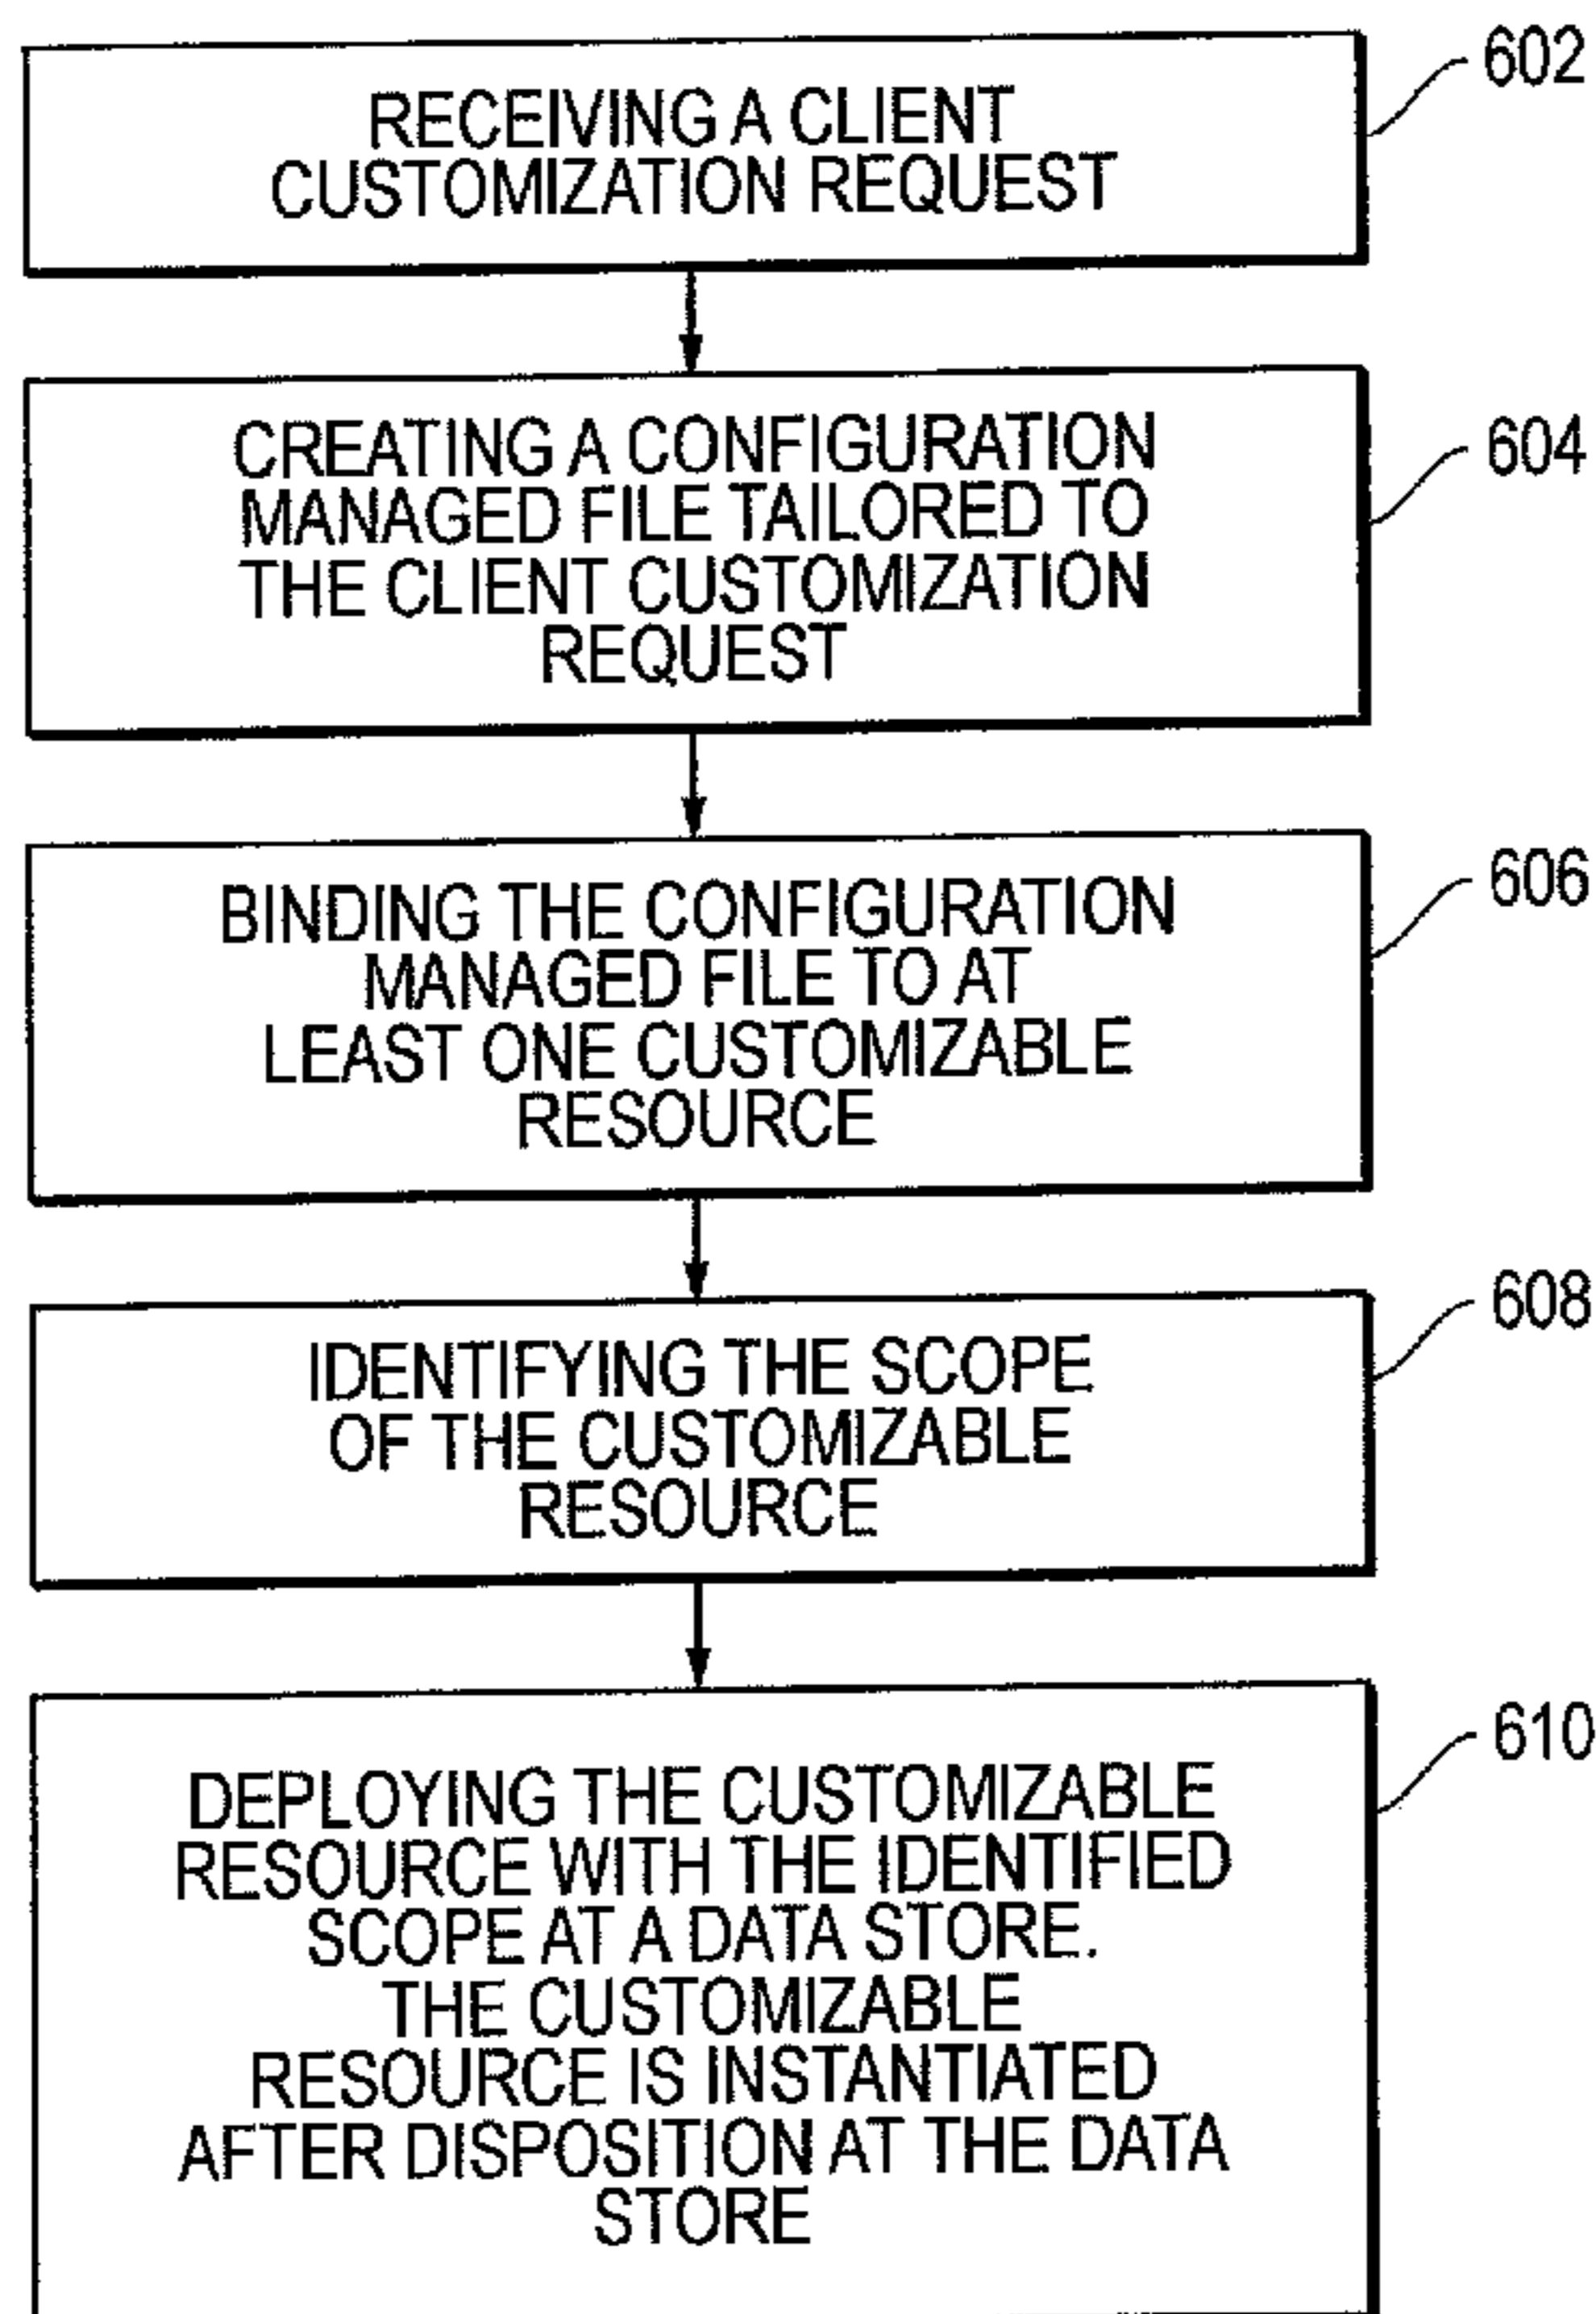 602
RECEIVING A CLIENT
CUSTOMIZATION REQUEST
604
CREATING A CONFIGURATION
MANAGED FILE TAILORED TO
THE CLIENT CUSTOMIZATION
REQUEST
606
BINDING THE CONFIGURATION
MANAGED FILE TO AT
LEAST ONE CUSTOMIZABLE
RESOURCE
608
IDENTIFYING THE SCOPE
OF THE CUSTOMIZABLE
RESOURCE
610
DEPLOYING THE CUSTOMIZABLE
RESOURCE WITH THE IDENTIFIED
SCOPE AT A DATA STORE.
THE CUSTOMIZABLE
RESOURCE IS INSTANTIATED
AFTER DISPOSITION AT THE DATA
STORE